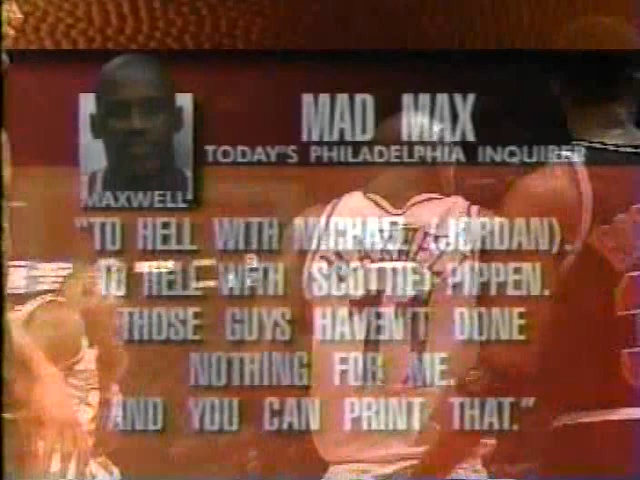 MAD MAX
TODAY'S PHILADELPHIA INQUIRER
MAXWELL
"TO HELL WITH MICHAEL (JORDAN).
TO HELL WITH (SCOTTIE) PIPPEN.
THOSE GUYS HAVEN'T DONE
NOTHING FOR ME.
AND YOU CAN PRINT THAT."